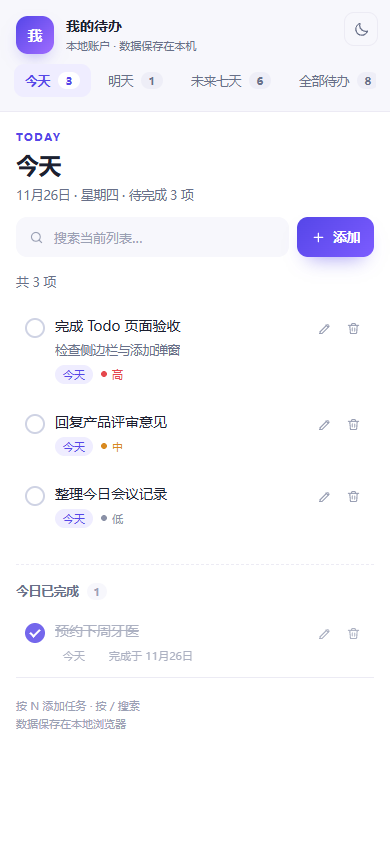 我
我的待办
本地账户 · 数据保存在本机
今天 3 明天 1 未来七天 6 全部待办 8
TODAY
今天
11月26日 · 星期四 · 待完成 3 项
搜索当前列表...
+ 添加
共 3 项
完成 Todo 页面验收
检查侧边栏与添加弹窗
今天 高
回复产品评审意见
今天 中
整理今日会议记录
今天 低
今日已完成 1
预约下周牙医
今天 完成于 11月26日
按 N 添加任务 · 按 / 搜索
数据保存在本地浏览器